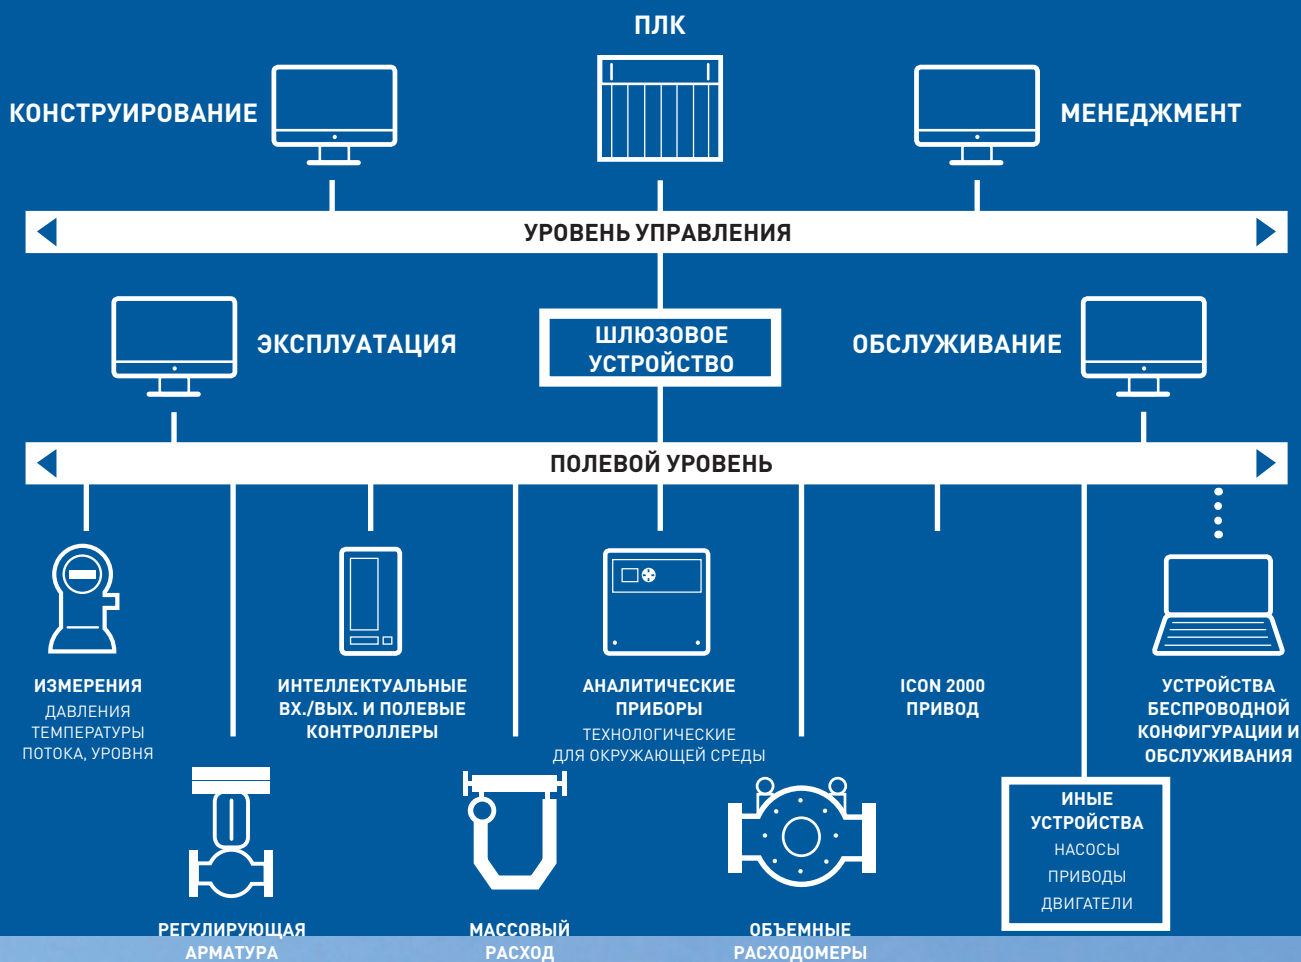 ПЛК
КОНСТРУИРОВАНИЕ
МЕНЕДЖМЕНТ
УРОВЕНЬ УПРАВЛЕНИЯ
ЭКСПЛУАТАЦИЯ
ШЛЮЗОВОЕ
УСТРОЙСТВО
ОБСЛУЖИВАНИЕ
ПОЛЕВОЙ УРОВЕНЬ
ИЗМЕРЕНИЯ
ДАВЛЕНИЯ
ТЕМПЕРАТУРЫ
ПОТОКА, УРОВНЯ
ИНТЕЛЛЕКТУАЛЬНЫЕ
ВХ./ВЫХ. И ПОЛЕВЫЕ
КОНТРОЛЛЕРЫ
АНАЛИТИЧЕСКИЕ
ПРИБОРЫ
ТЕХНОЛОГИЧЕСКИЕ
ДЛЯ ОКРУЖАЮЩЕЙ СРЕДЫ
ICON 2000
ПРИВОД
УСТРОЙСТВА
БЕСПРОВОДНОЙ
КОНФИГУРАЦИИ И
ОБСЛУЖИВАНИЯ
РЕГУЛИРУЮЩАЯ
АРМАТУРА
МАССОВЫЙ
РАСХОД
ОБЪЕМНЫЕ
РАСХОДОМЕРЫ
ИНЫЕ
УСТРОЙСТВА
НАСОСЫ
ПРИВОДЫ
ДВИГАТЕЛИ